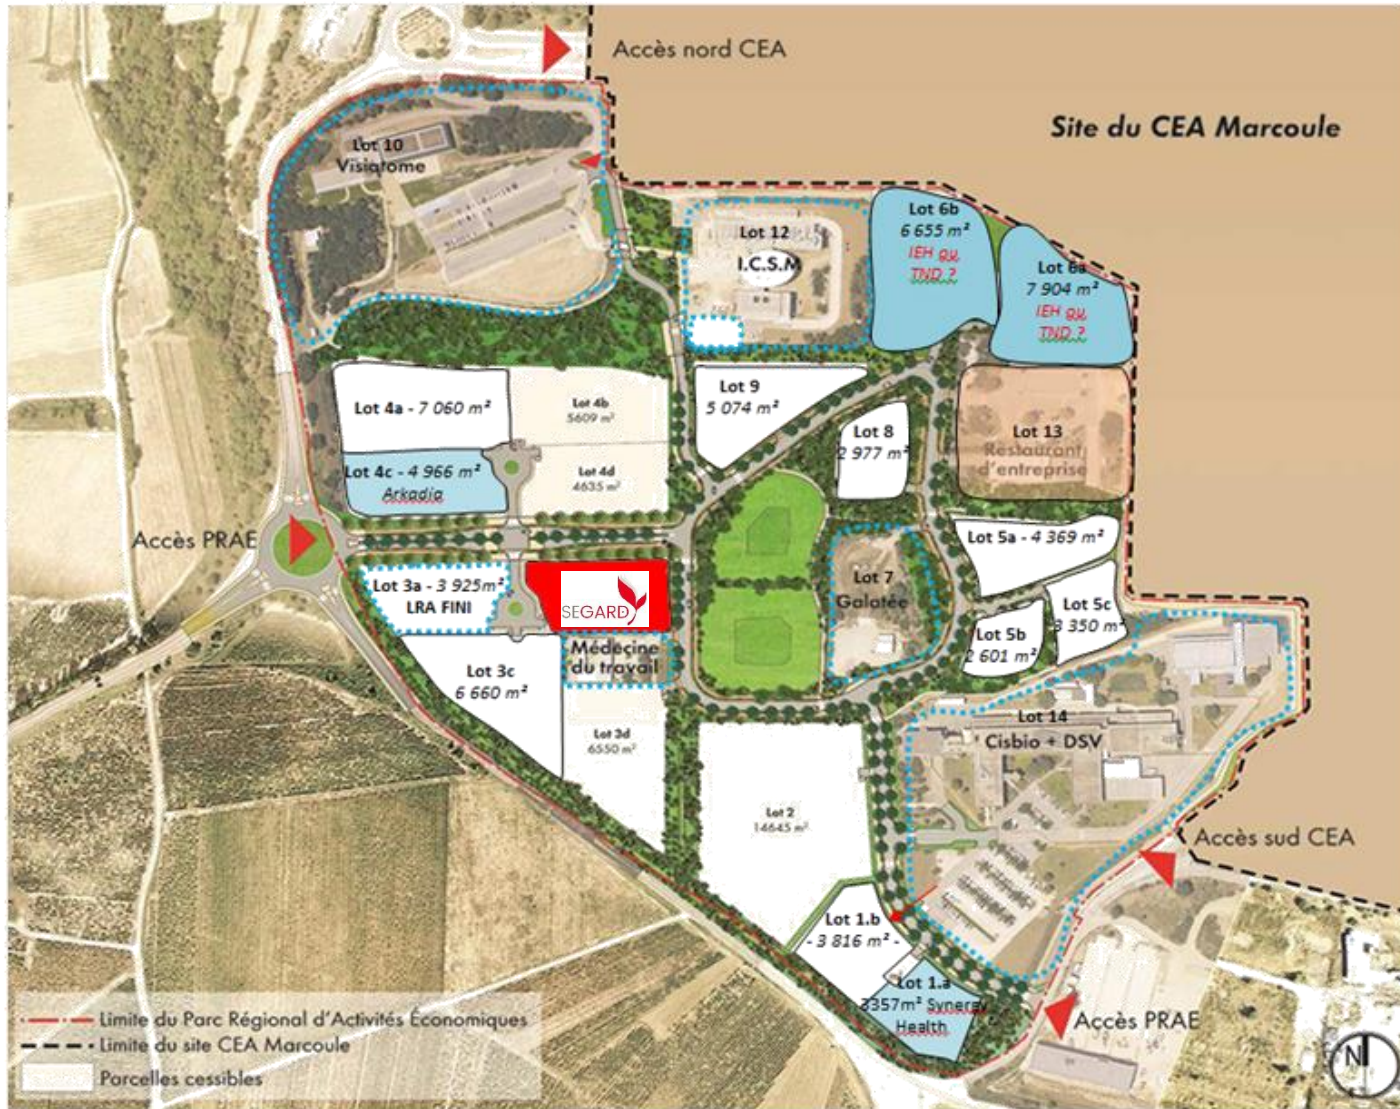 Accès nord CEA
Site du CEA Marcoule
Lot 10
Visiatome
Lot 12
I.C.S.M
Lot 6b
6 655 m²
IEH ou
TND ?
Lot 6a
7 904 m²
IEH ou
TND ?
Lot 4a - 7 060 m²
Lot 4b
5609 m²
Lot 9
5 074 m²
Lot 8
2 977 m²
Lot 13
Restaurant
d'entreprise
Lot 4c - 4 966 m²
Arkadia
Lot 4d
4635 m²
Accès PRAE
Lot 5a - 4 369 m²
Lot 3a - 3 925m²
LRA FINI
SEGARD
Lot 7
Galatée
Lot 5c
3 350 m²
Lot 5b
2 601 m²
Médecine
du travail
Lot 3c
6 660 m²
Lot 3d
6550 m²
Lot 14
Cisbio + DSV
Lot 2
14645 m²
Accès sud CEA
Lot 1.b
- 3 816 m² -
Lot 1.a
3357m² Synergy
Health
Accès PRAE
Limite du Parc Régional d'Activités Économiques
Limite du site CEA Marcoule
Parcelles cessibles
N